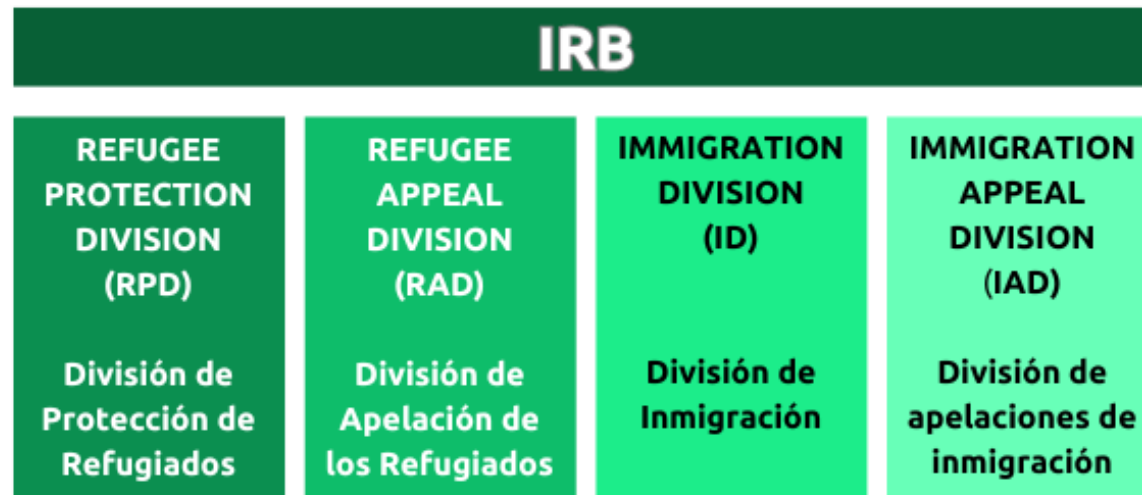 IRB
REFUGEE
PROTECTION
DIVISION
(RPD)
División de
Protección de
Refugiados
REFUGEE
APPEAL
DIVISION
(RAD)
División de
Apelación de
los Refugiados
IMMIGRATION
DIVISION
(ID)
División de
Inmigración
IMMIGRATION
APPEAL
DIVISION
(IAD)
División de
apelaciones de
inmigración